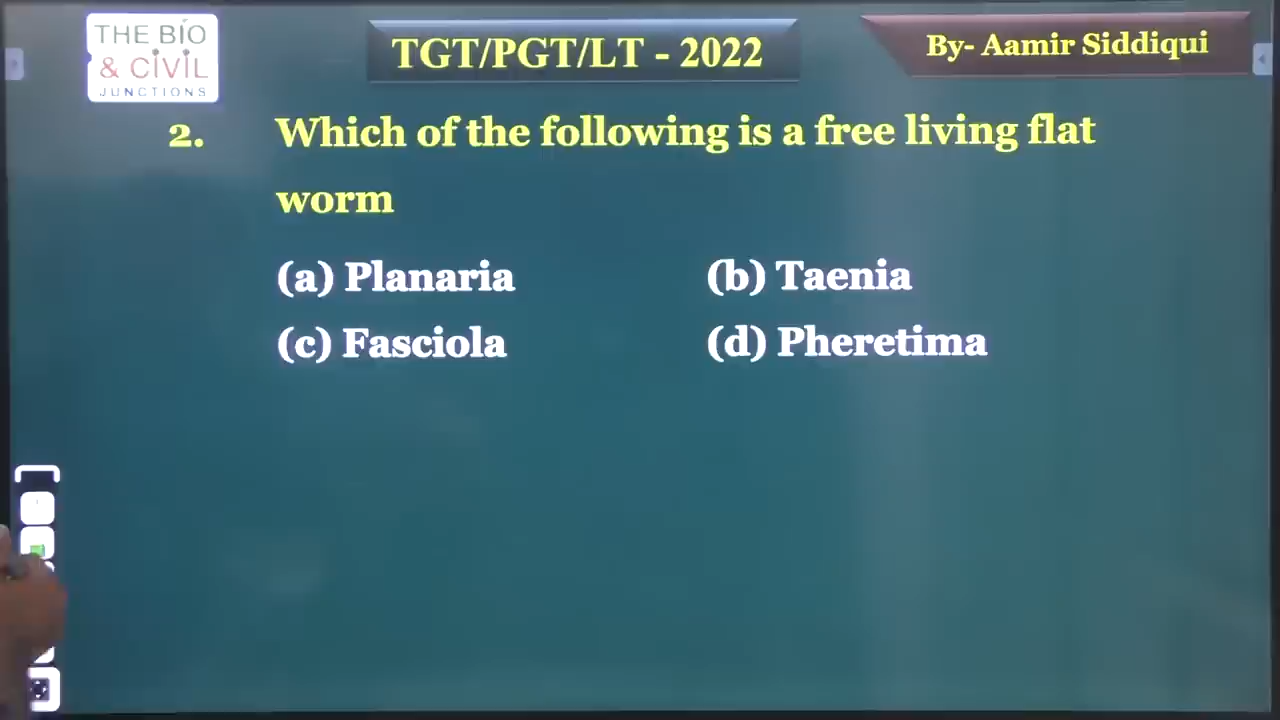 THE BIO
& CIVIL
JUNCTIONS
TGT/PGT/LT - 2022
By- Aamir Siddiqui
2. Which of the following is a free living flat
worm
(a) Planaria (b) Taenia
(c) Fasciola (d) Pheretima